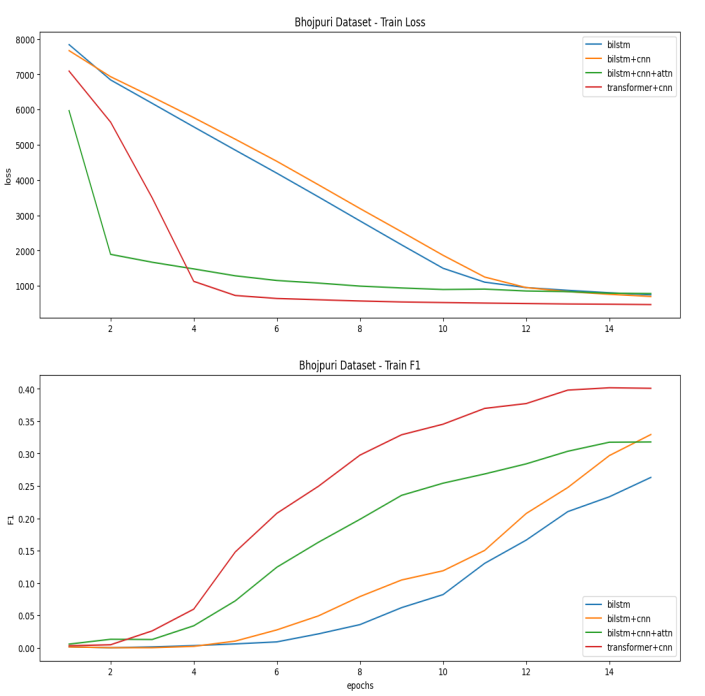 Bhojpuri Dataset - Train Loss
8000
7000
6000
5000
4000
3000
2000
1000
loss
bilstm
bilstm+cnn
bilstm+cnn+attn
transformer+cnn
2 4 6 8 10 12 14
Bhojpuri Dataset - Train F1
0.40
0.35
0.30
0.25
0.20
0.15
0.10
0.05
0.00
F1
bilstm
bilstm+cnn
bilstm+cnn+attn
transformer+cnn
2 4 6 8 10 12 14
epochs